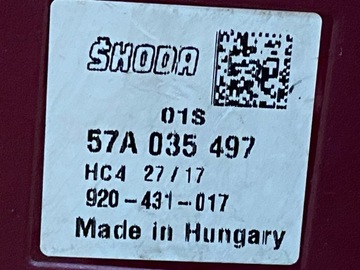 ŠKODA
01S
57A 035 497
HC4 27/17
920-431-017
Made in Hungary